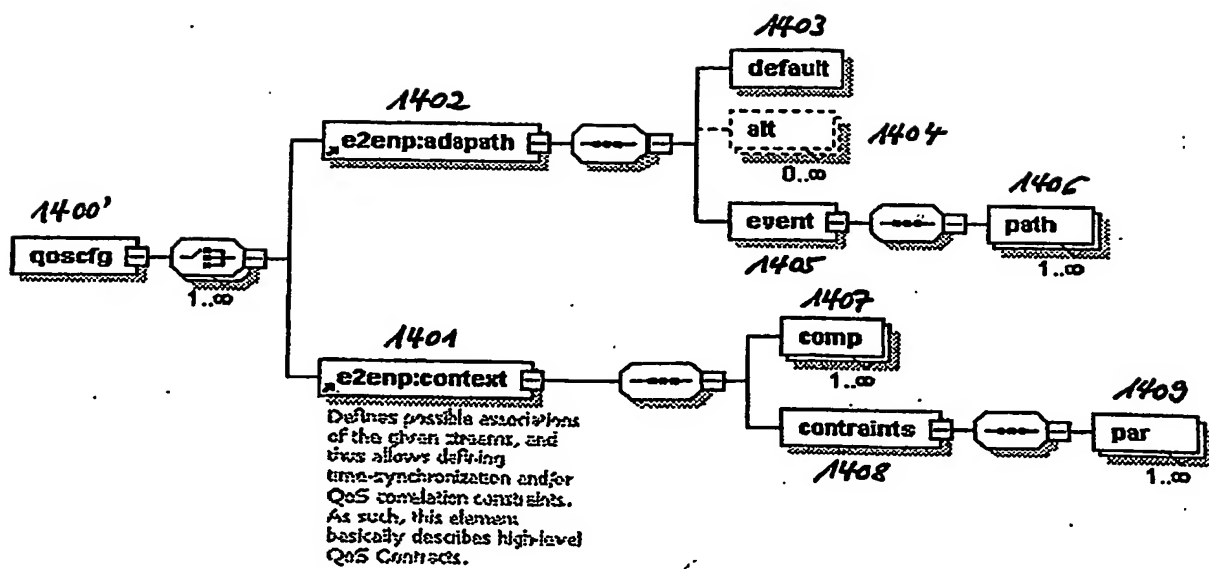 1403
default
1402
e2enp:adapath
alt
1404
0..∞
1400'
qoscfg
1..∞
event
1405
1406
path
1..∞
1401
e2enp:context
Defines possible associations
of the given streams, and
thus allows defining
time-synchronization and/or
QoS correlation constraints.
As such, this element
basically describes high-level
QoS Contracts.
1407
comp
1..∞
contraints
1408
1409
par
1..∞